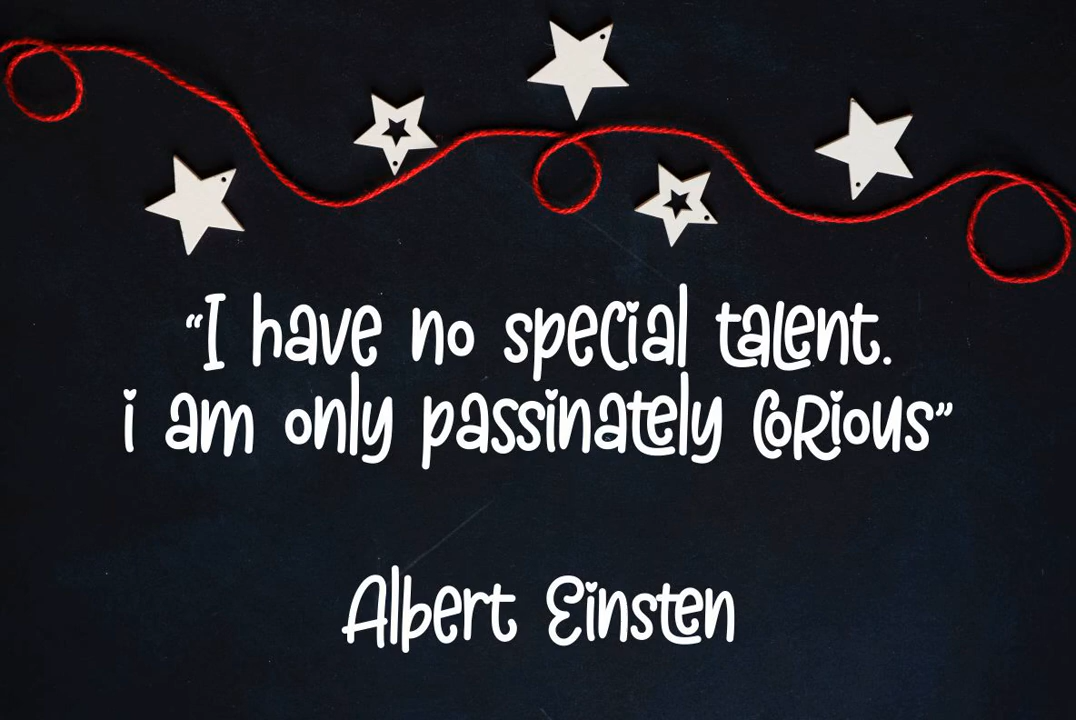 “I have no special talent.
i am only passinately CoRious”
Albert Einsten